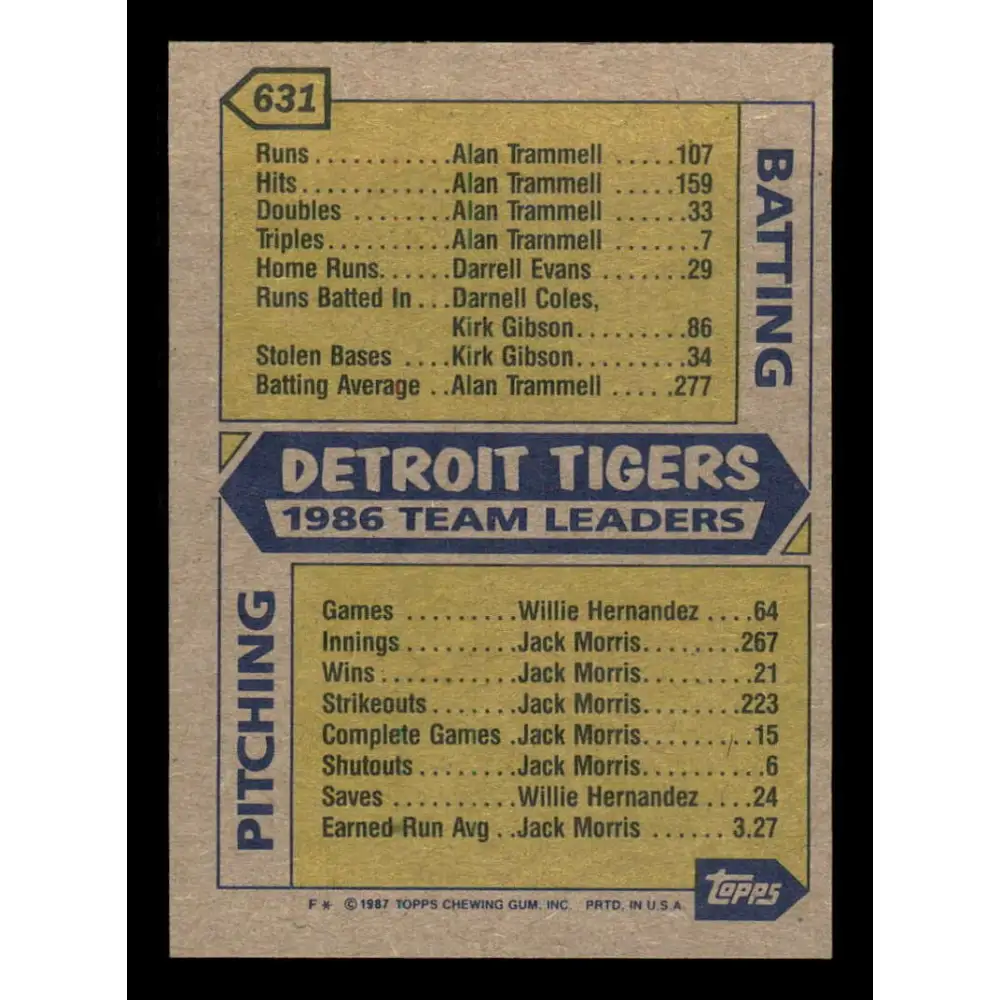 631
BATTING
Runs ...........Alan Trammell .....107
Hits.............Alan Trammell .....159
Doubles ........Alan Trammell .......33
Triples..........Alan Trammell .......7
Home Runs......Darrell Evans .......29
Runs Batted In ...Darnell Coles,
Kirk Gibson.........86
Stolen Bases ....Kirk Gibson.........34
Batting Average ..Alan Trammell .....277
DETROIT TIGERS
1986 TEAM LEADERS
PITCHING
Games .........Willie Hernandez ....64
Innings.........Jack Morris........267
Wins...........Jack Morris.........21
Strikeouts.......Jack Morris........223
Complete Games .Jack Morris.........15
Shutouts........Jack Morris..........6
Saves ..........Willie Hernandez ....24
Earned Run Avg ..Jack Morris ......3.27
TOPPS
F* ©1987 TOPPS CHEWING GUM, INC. PRTD. IN U.S.A